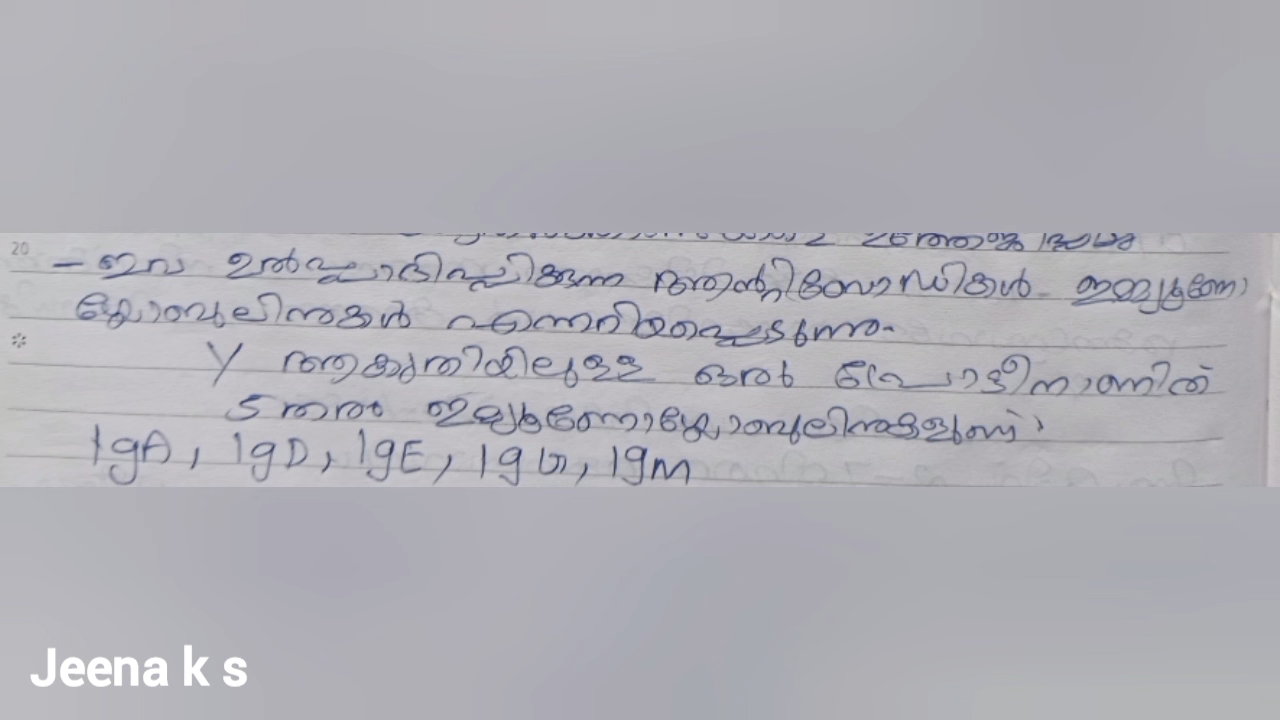 20
- ഇവ ഉൽപ്പാദിപ്പിക്കുന്ന ആന്റിബോഡികൾ ഇമ്മ്യൂണോ
ഗ്ലോബുലിനുകൾ എന്നറിയപ്പെടുന്നു.
Y ആകൃതിയിലുള്ള ഒരു പ്രോട്ടീനാണിത്
5 തരം ഇമ്മ്യൂണോഗ്ലോബുലിനുകളുണ്ട്
IgA, IgD, IgE, IgG, IgM
Jeena k s